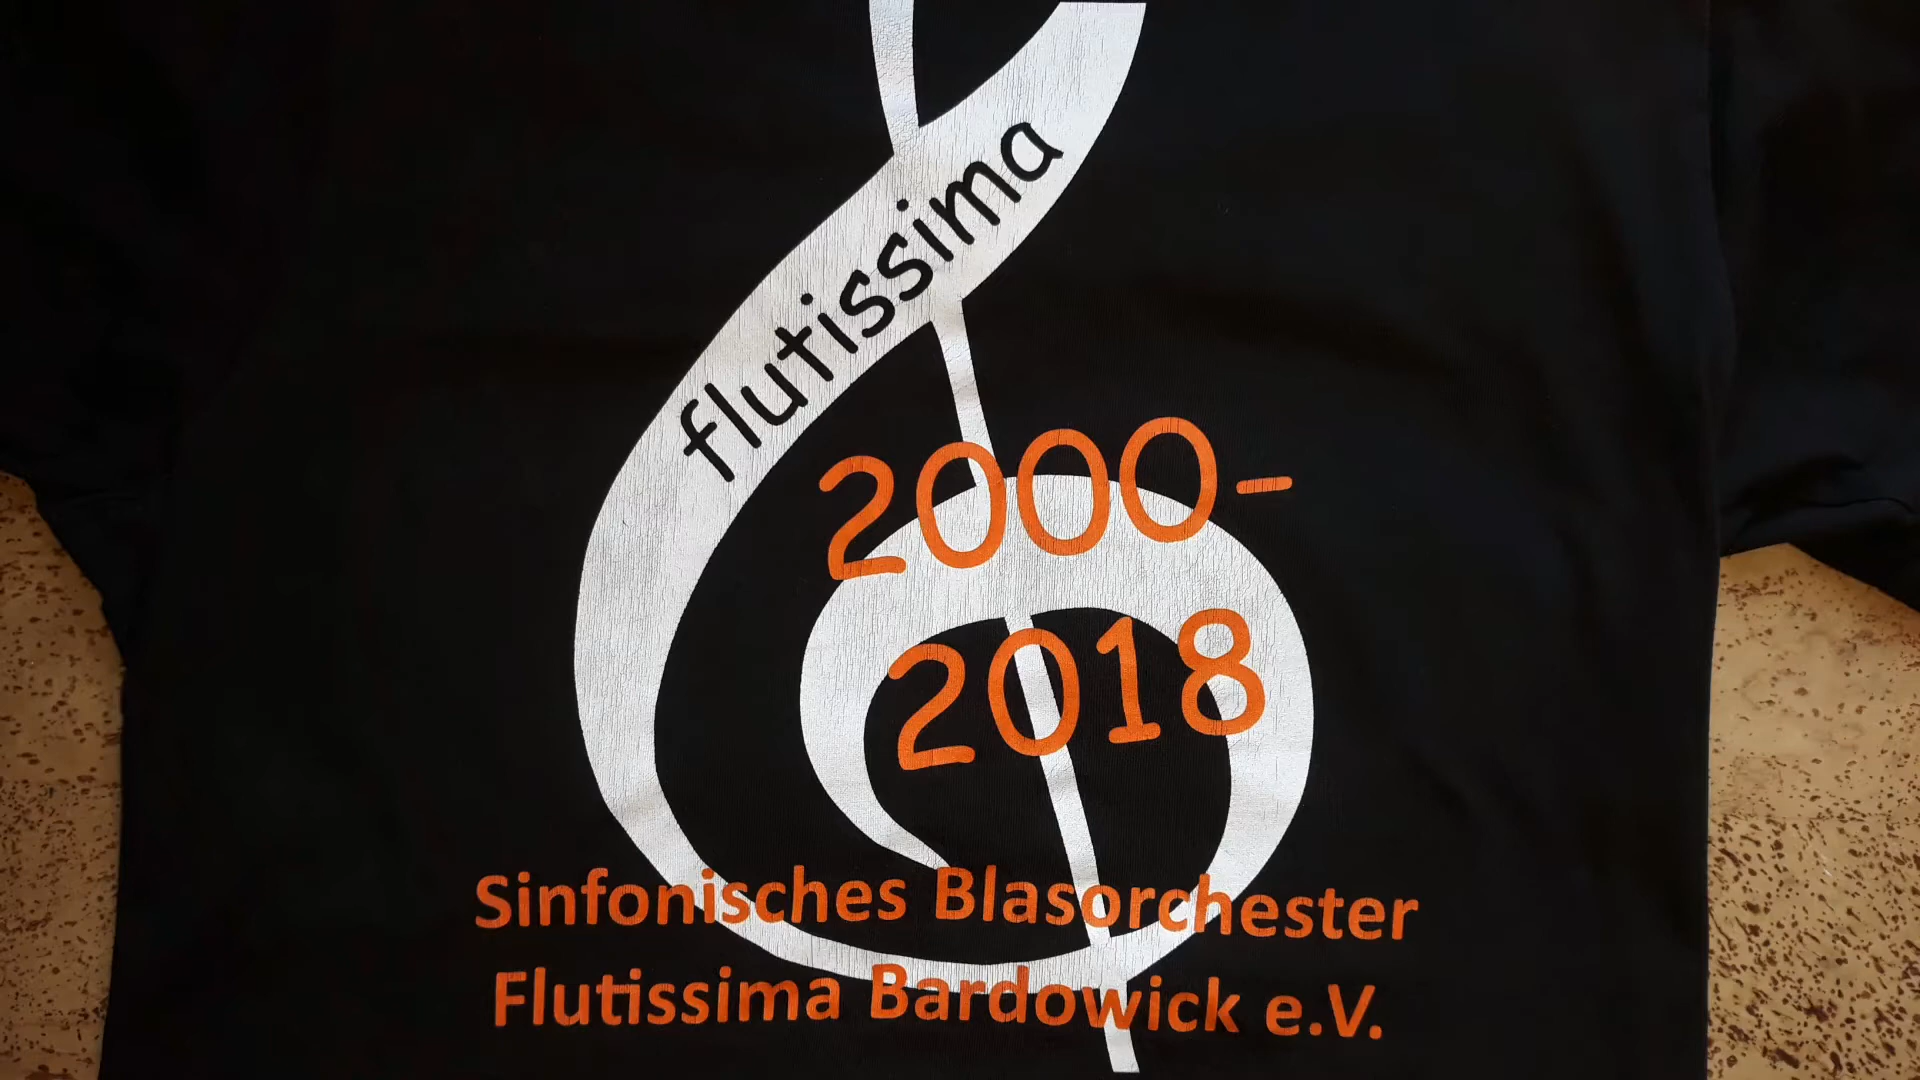 flutissima
2000-
2018
Sinfonisches Blasorchester
Flutissima Bardowick e.V.